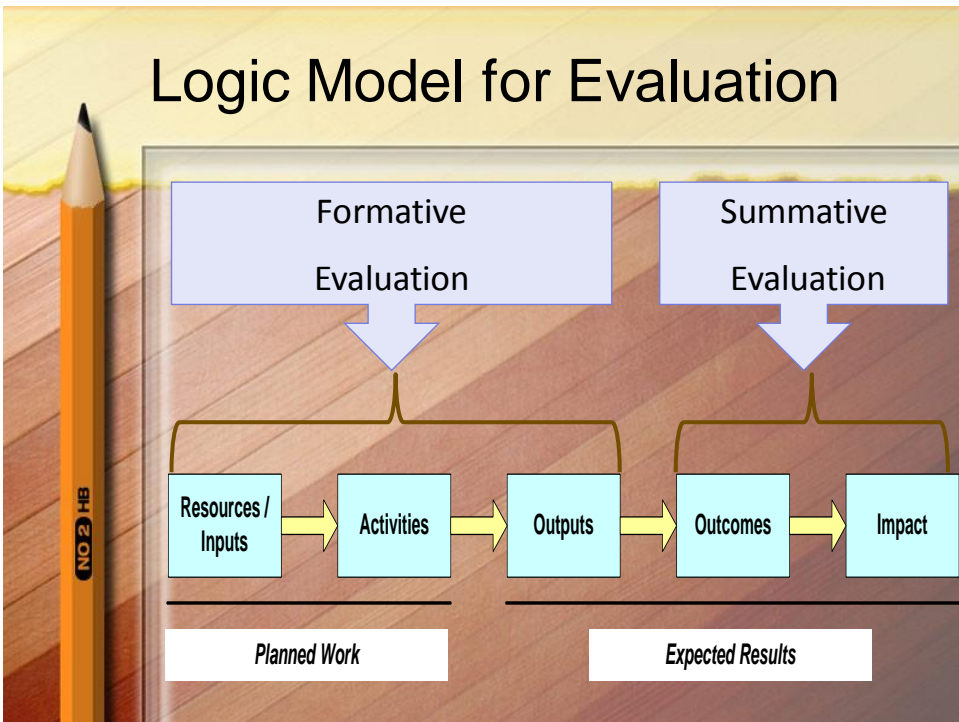 Logic Model for Evaluation
Formative
Evaluation
Summative
Evaluation
Resources /
Inputs
Activities
Outputs
Outcomes
Impact
Planned Work
Expected Results
NO 2 HB